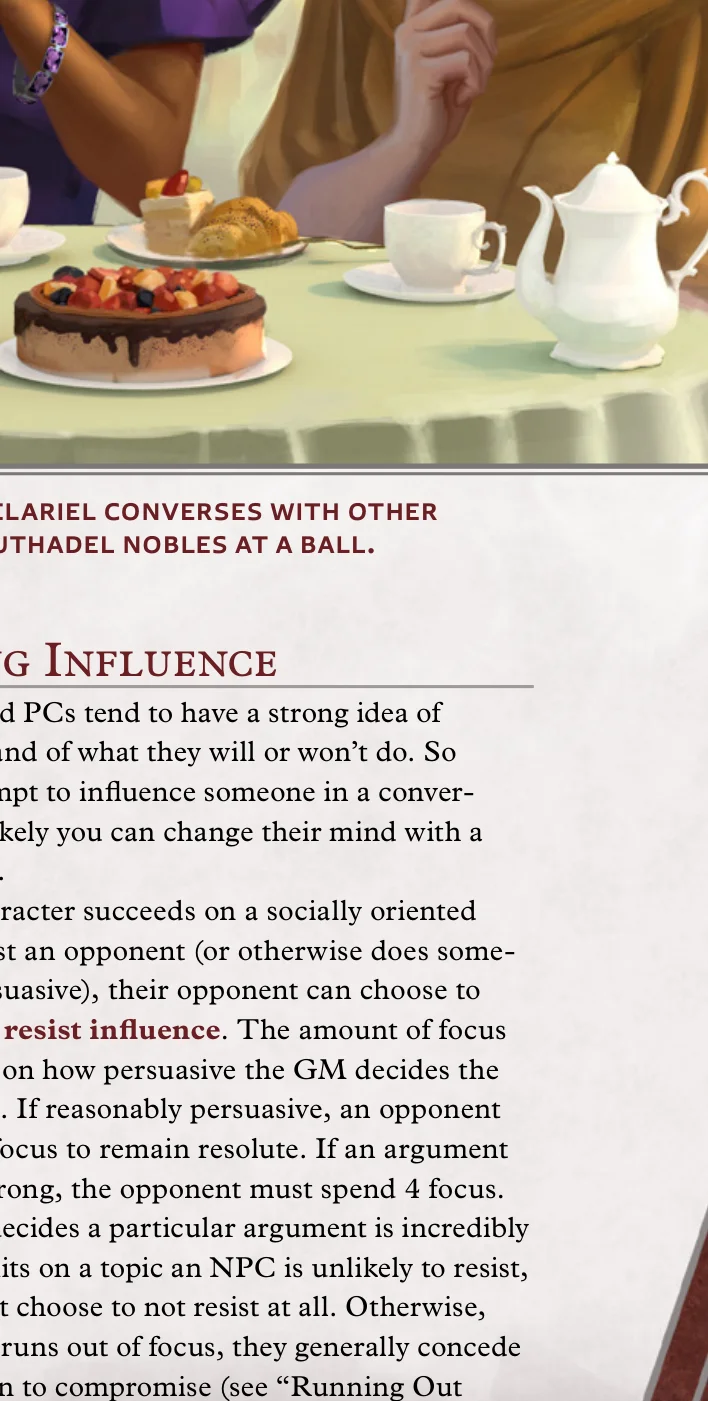 ELARIEL CONVERSES WITH OTHER
UTHADEL NOBLES AT A BALL.
NG INFLUENCE
d PCs tend to have a strong idea of
and of what they will or won’t do. So
mpt to influence someone in a conver-
kely you can change their mind with a
.
racter succeeds on a socially oriented
st an opponent (or otherwise does some-
suasive), their opponent can choose to
resist influence. The amount of focus
on how persuasive the GM decides the
. If reasonably persuasive, an opponent
focus to remain resolute. If an argument
rong, the opponent must spend 4 focus.
decides a particular argument is incredibly
its on a topic an NPC is unlikely to resist,
t choose to not resist at all. Otherwise,
runs out of focus, they generally concede
n to compromise (see “Running Out